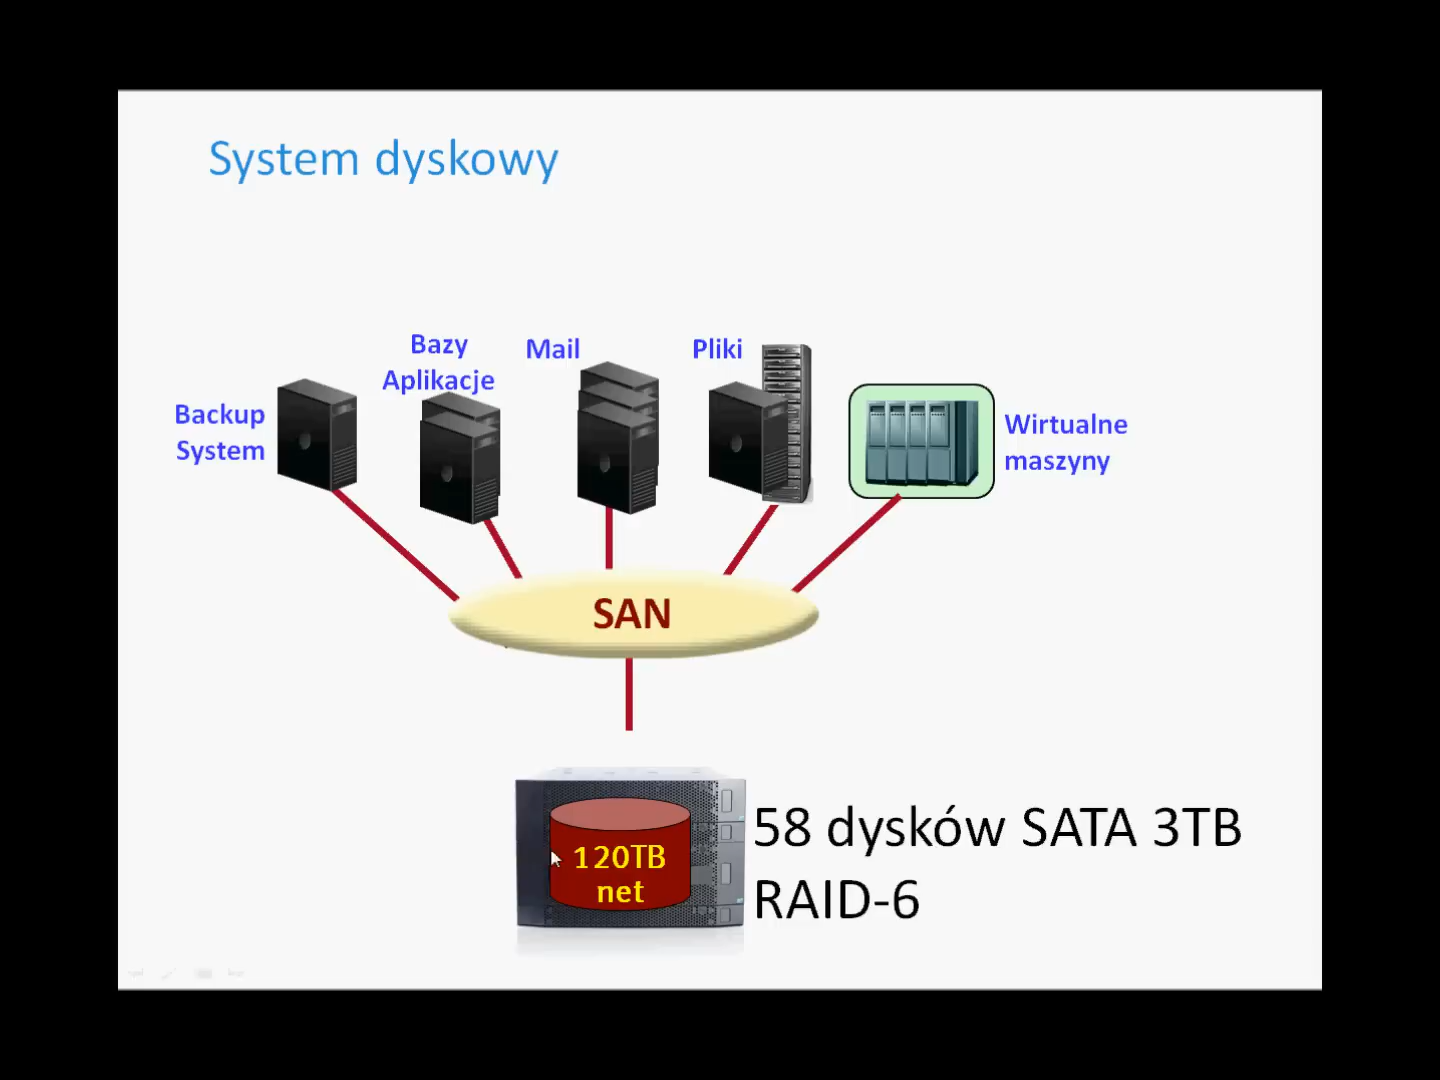 System dyskowy
Backup
System
Bazy
Aplikacje
Mail
Pliki
Wirtualne
maszyny
SAN
120TB
net
58 dysków SATA 3TB
RAID-6